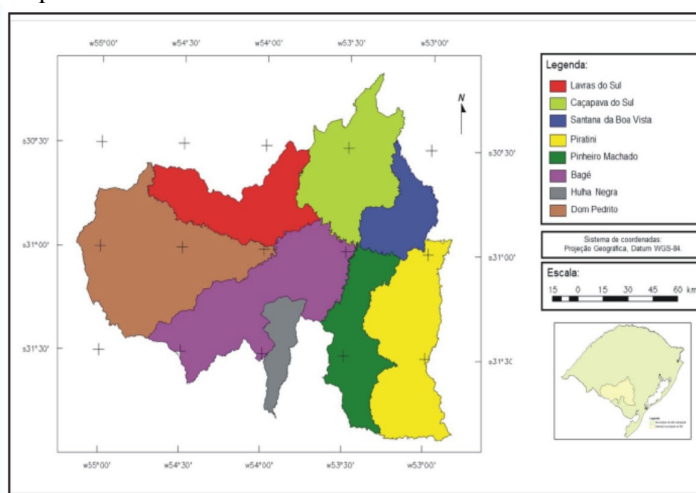 w55°00' w54°30' w54°00' w53°30' w53°00'
N
s30°30' s30°30'
s31°00' s31°00'
s31°30' s31°30'
w55°00' w54°30' w54°00' w53°30' w53°00'
Legenda:
Lavras do Sul
Caçapava do Sul
Santana da Boa Vista
Piratini
Pinheiro Machado
Bagé
Hulha Negra
Dom Pedrito
Sistema de coordenadas:
Projeção Geográfica, Datum WGS-84.
Escala:
15 0 15 30 45 60 km